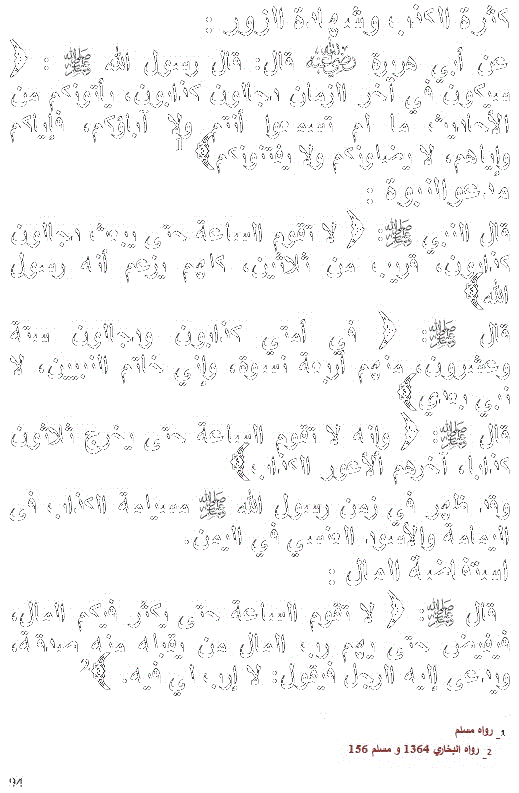 كثرة الكذب وشهادة الزور :
عن أبي هريرة رضي الله عنه قال: قال رسول الله ﷺ : ﴿
سيكون في آخر الزمان دجالون كذابون، يأتونكم من
الأحاديث ما لم تسمعوا أنتم ولا آباؤكم، فإياكم
وإياهم، لا يضلونكم ولا يفتنونكم﴾1
مدعو النبوة :
قال النبي ﷺ: ﴿ لا تقوم الساعة حتى يبعث دجالون
كذابون، قريب من ثلاثين، كلهم يزعم أنه رسول
الله﴾
قال ﷺ: ﴿ في أمتي كذابون ودجالون ستة
وعشرون، منهم أربعة نسوة، وإني خاتم النبيين، لا
نبي بعدي﴾
قال ﷺ: ﴿ وإنه لا تقوم الساعة حتى يخرج ثلاثون
كذابا، آخرهم الأعور الكذاب﴾
وقد ظهر في زمن رسول الله ﷺ مسيلمة الكذاب في
اليمامة والأسود العنسي في اليمن.
استفاضة المال :
قال ﷺ: ﴿ لا تقوم الساعة حتى يكثر فيكم المال،
فيفيض حتى يهم رب المال من يقبله منه صدقة،
ويدعى إليه الرجل فيقول: لا إرب لي فيه. ﴾2
1_ رواه مسلم
2_ رواه البخاري 1364 و مسلم 156
94